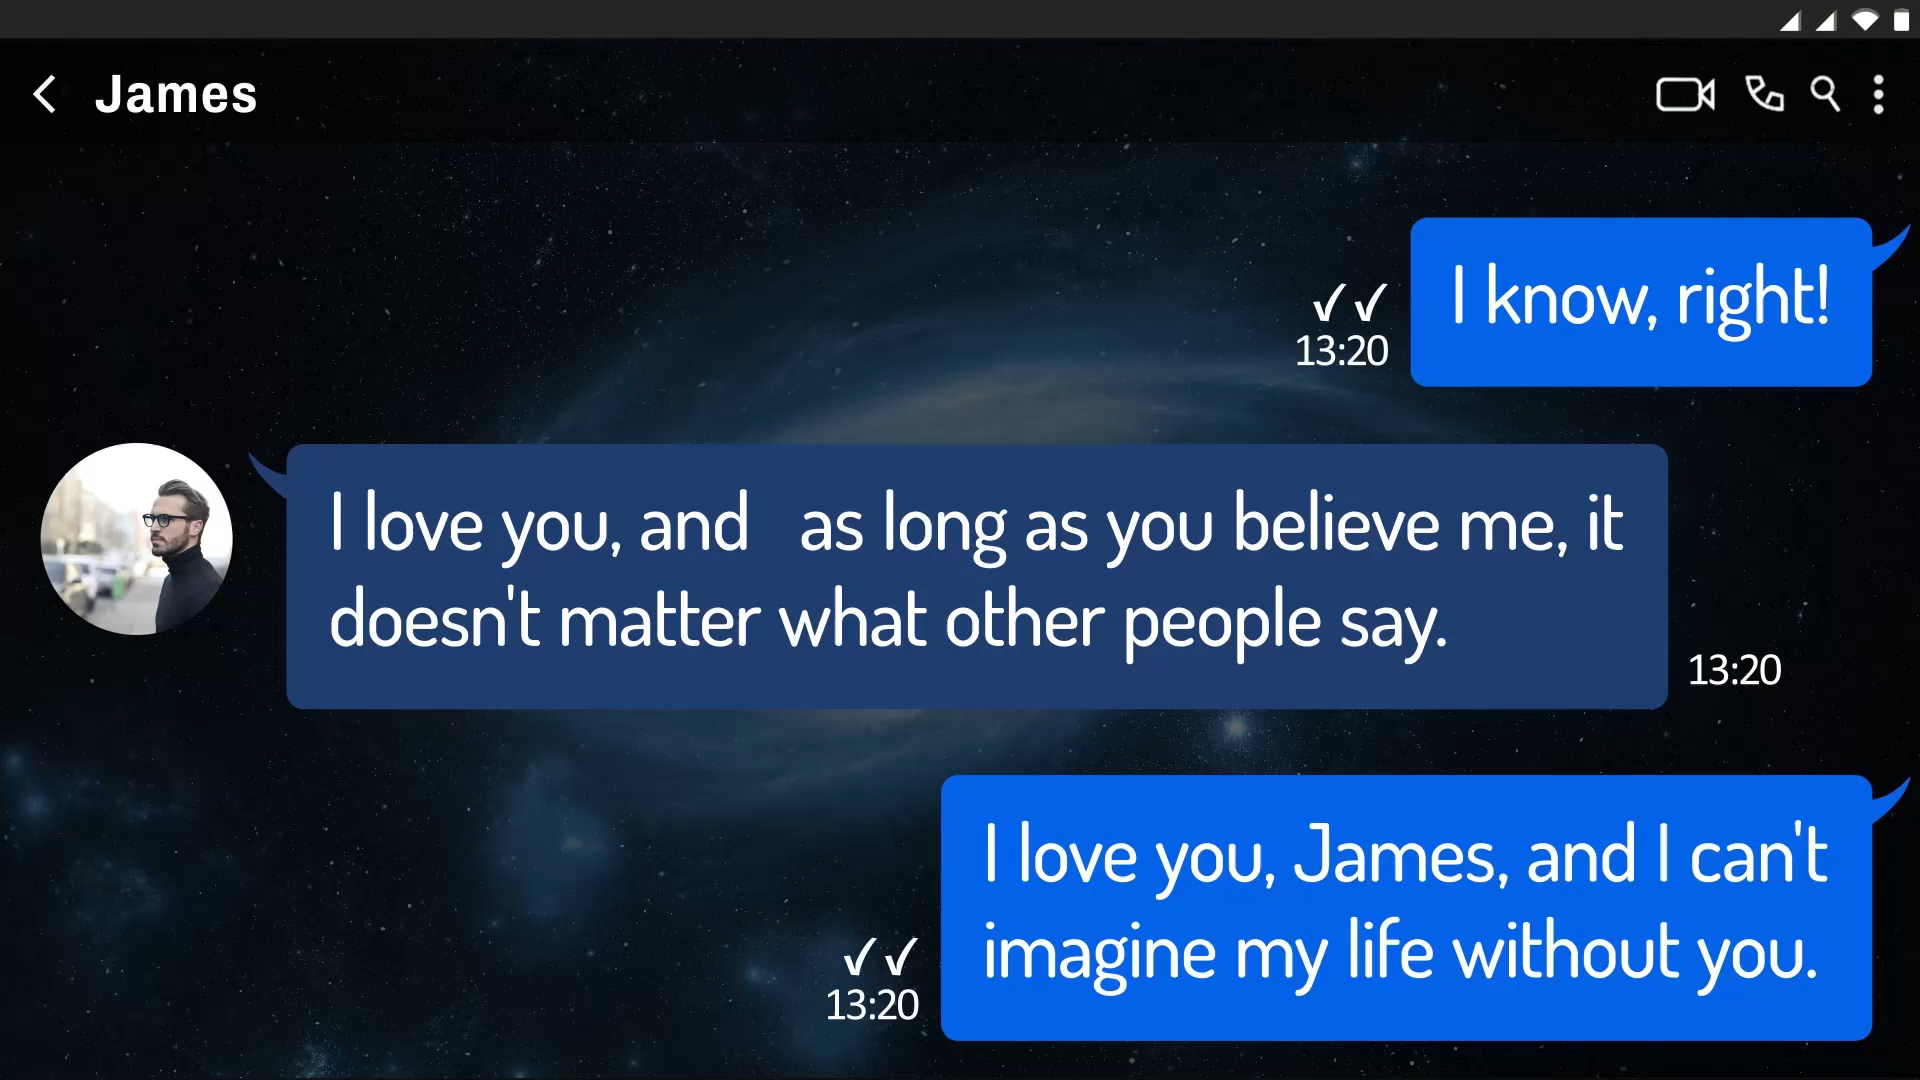 James
I know, right!
✓✓
13:20
I love you, and   as long as you believe me, it
doesn't matter what other people say.
13:20
I love you, James, and I can't
imagine my life without you.
✓✓
13:20